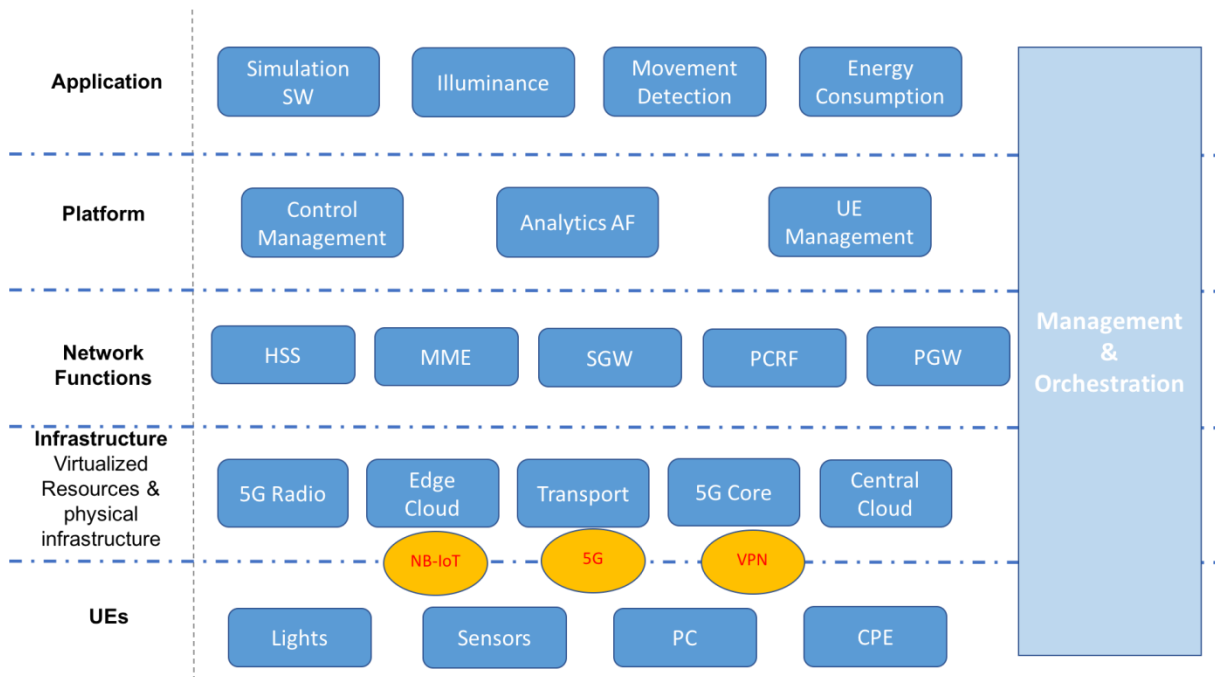 Application
Simulation
SW
Illuminance
Movement
Detection
Energy
Consumption
Platform
Control
Management
Analytics AF
UE
Management
Network
Functions
HSS
MME
SGW
PCRF
PGW
Management
&
Orchestration
Infrastructure
Virtualized
Resources &
physical
infrastructure
5G Radio
Edge
Cloud
Transport
5G Core
Central
Cloud
NB-IoT
5G
VPN
UEs
Lights
Sensors
PC
CPE